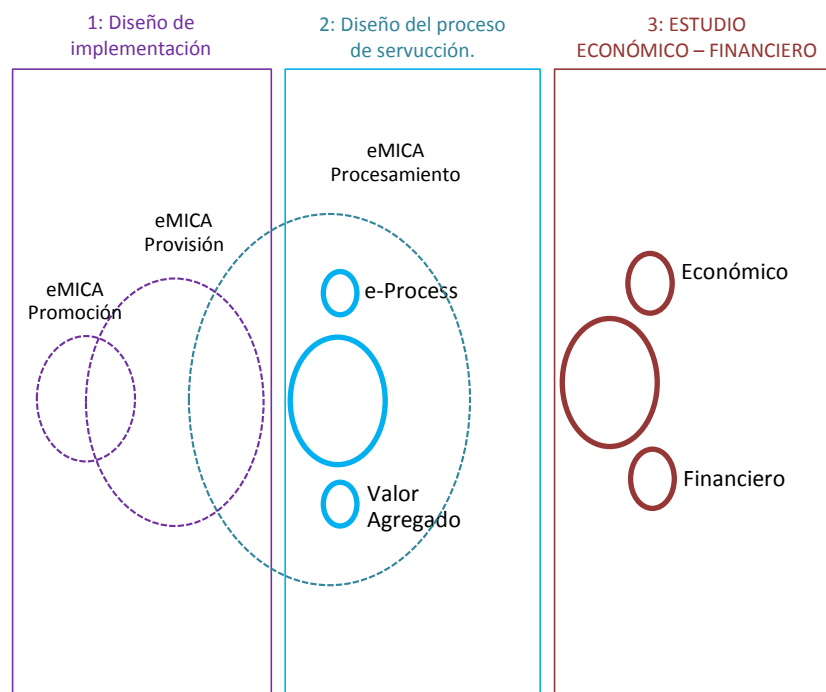 1: Diseño de
implementación
2: Diseño del proceso
de servucción.
3: ESTUDIO
ECONÓMICO – FINANCIERO
eMICA
Procesamiento
eMICA
Provisión
eMICA
Promoción
e-Process
Valor
Agregado
Económico
Financiero